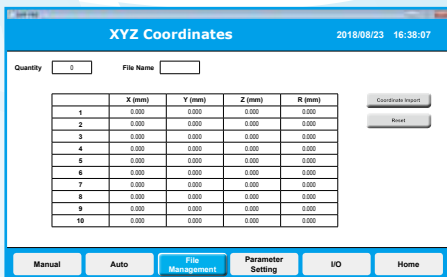 XYZ Coordinates
2018/08/23 16:38:07
Quantity 0 File Name
X (mm) Y (mm) Z (mm) R (mm)
1 0.000 0.000 0.000 0.000
2 0.000 0.000 0.000 0.000
3 0.000 0.000 0.000 0.000
4 0.000 0.000 0.000 0.000
5 0.000 0.000 0.000 0.000
6 0.000 0.000 0.000 0.000
7 0.000 0.000 0.000 0.000
8 0.000 0.000 0.000 0.000
9 0.000 0.000 0.000 0.000
10 0.000 0.000 0.000 0.000
Coordinate Import
Reset
Manual
Auto
File
Management
Parameter
Setting
I/O
Home